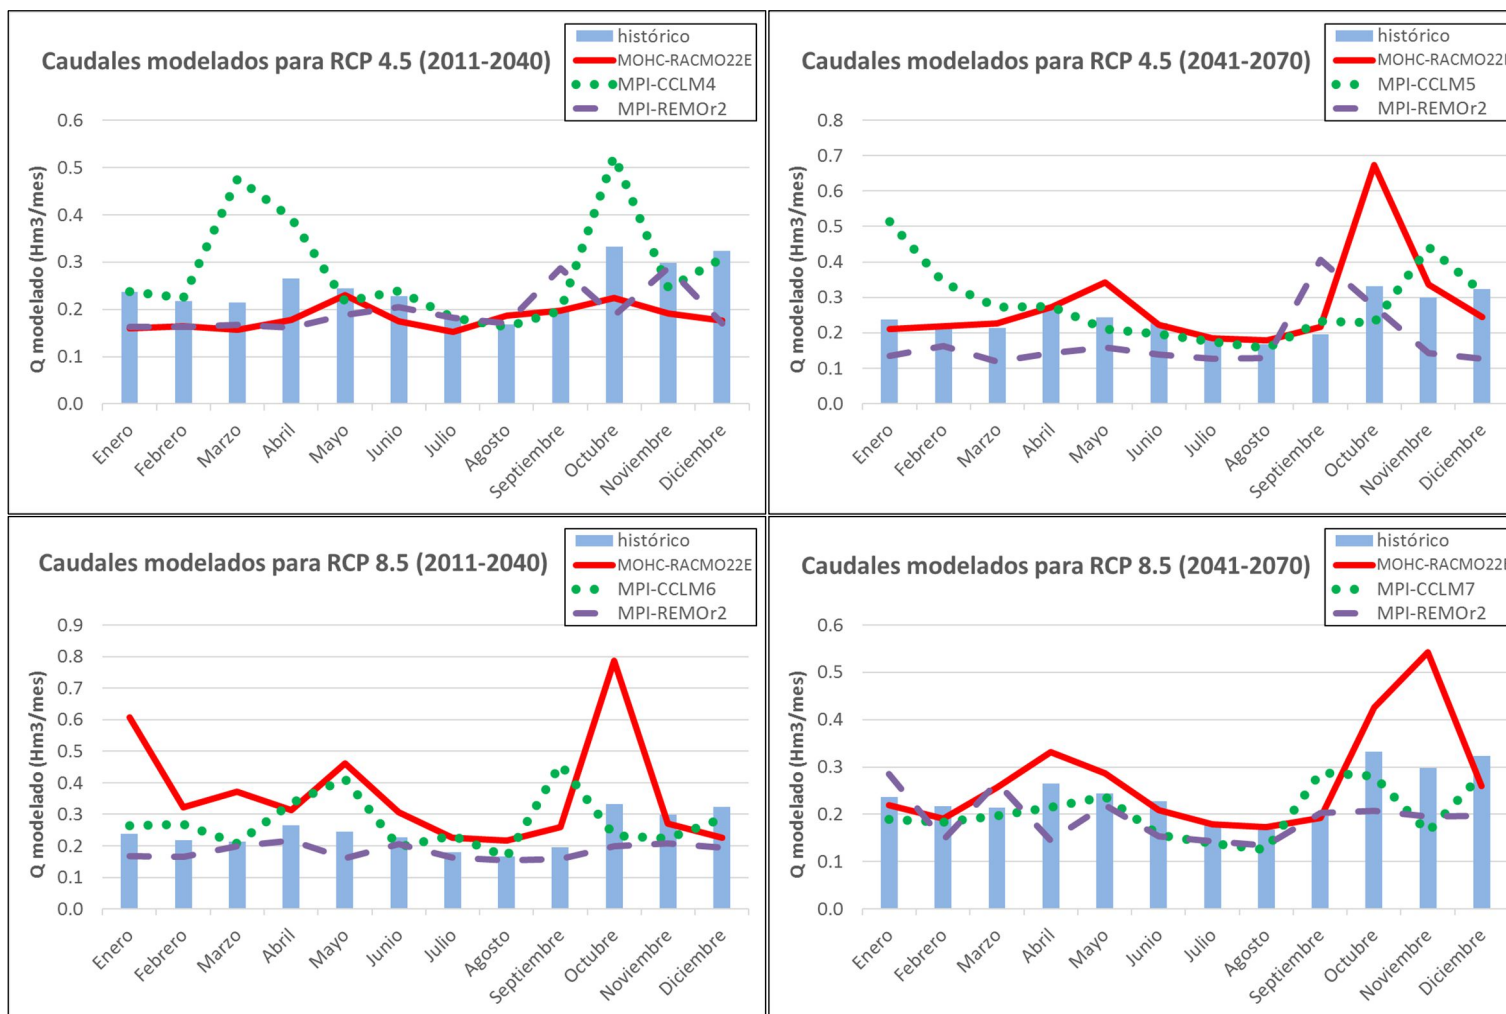 Caudales modelados para RCP 4.5 (2011-2040)
histórico
MOHC-RACMO22E
MPI-CCLM4
MPI-REMOr2
Q modelado (Hm3/mes)
0.6
0.5
0.4
0.3
0.2
0.1
0.0
Enero
Febrero
Marzo
Abril
Mayo
Junio
Julio
Agosto
Septiembre
Octubre
Noviembre
Diciembre
Caudales modelados para RCP 4.5 (2041-2070)
histórico
MOHC-RACMO22E
MPI-CCLM5
MPI-REMOr2
Q modelado (Hm3/mes)
0.8
0.7
0.6
0.5
0.4
0.3
0.2
0.1
0.0
Enero
Febrero
Marzo
Abril
Mayo
Junio
Julio
Agosto
Septiembre
Octubre
Noviembre
Diciembre
Caudales modelados para RCP 8.5 (2011-2040)
histórico
MOHC-RACMO22E
MPI-CCLM6
MPI-REMOr2
Q modelado (Hm3/mes)
0.9
0.8
0.7
0.6
0.5
0.4
0.3
0.2
0.1
0.0
Enero
Febrero
Marzo
Abril
Mayo
Junio
Julio
Agosto
Septiembre
Octubre
Noviembre
Diciembre
Caudales modelados para RCP 8.5 (2041-2070)
histórico
MOHC-RACMO22E
MPI-CCLM7
MPI-REMOr2
Q modelado (Hm3/mes)
0.6
0.5
0.4
0.3
0.2
0.1
0.0
Enero
Febrero
Marzo
Abril
Mayo
Junio
Julio
Agosto
Septiembre
Octubre
Noviembre
Diciembre